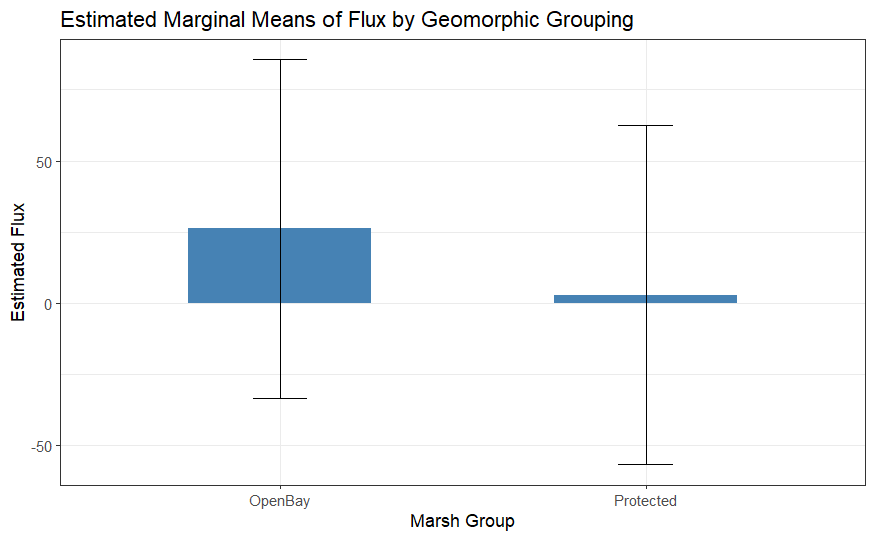 Estimated Marginal Means of Flux by Geomorphic Grouping
Estimated Flux
50
0
-50
OpenBay
Protected
Marsh Group